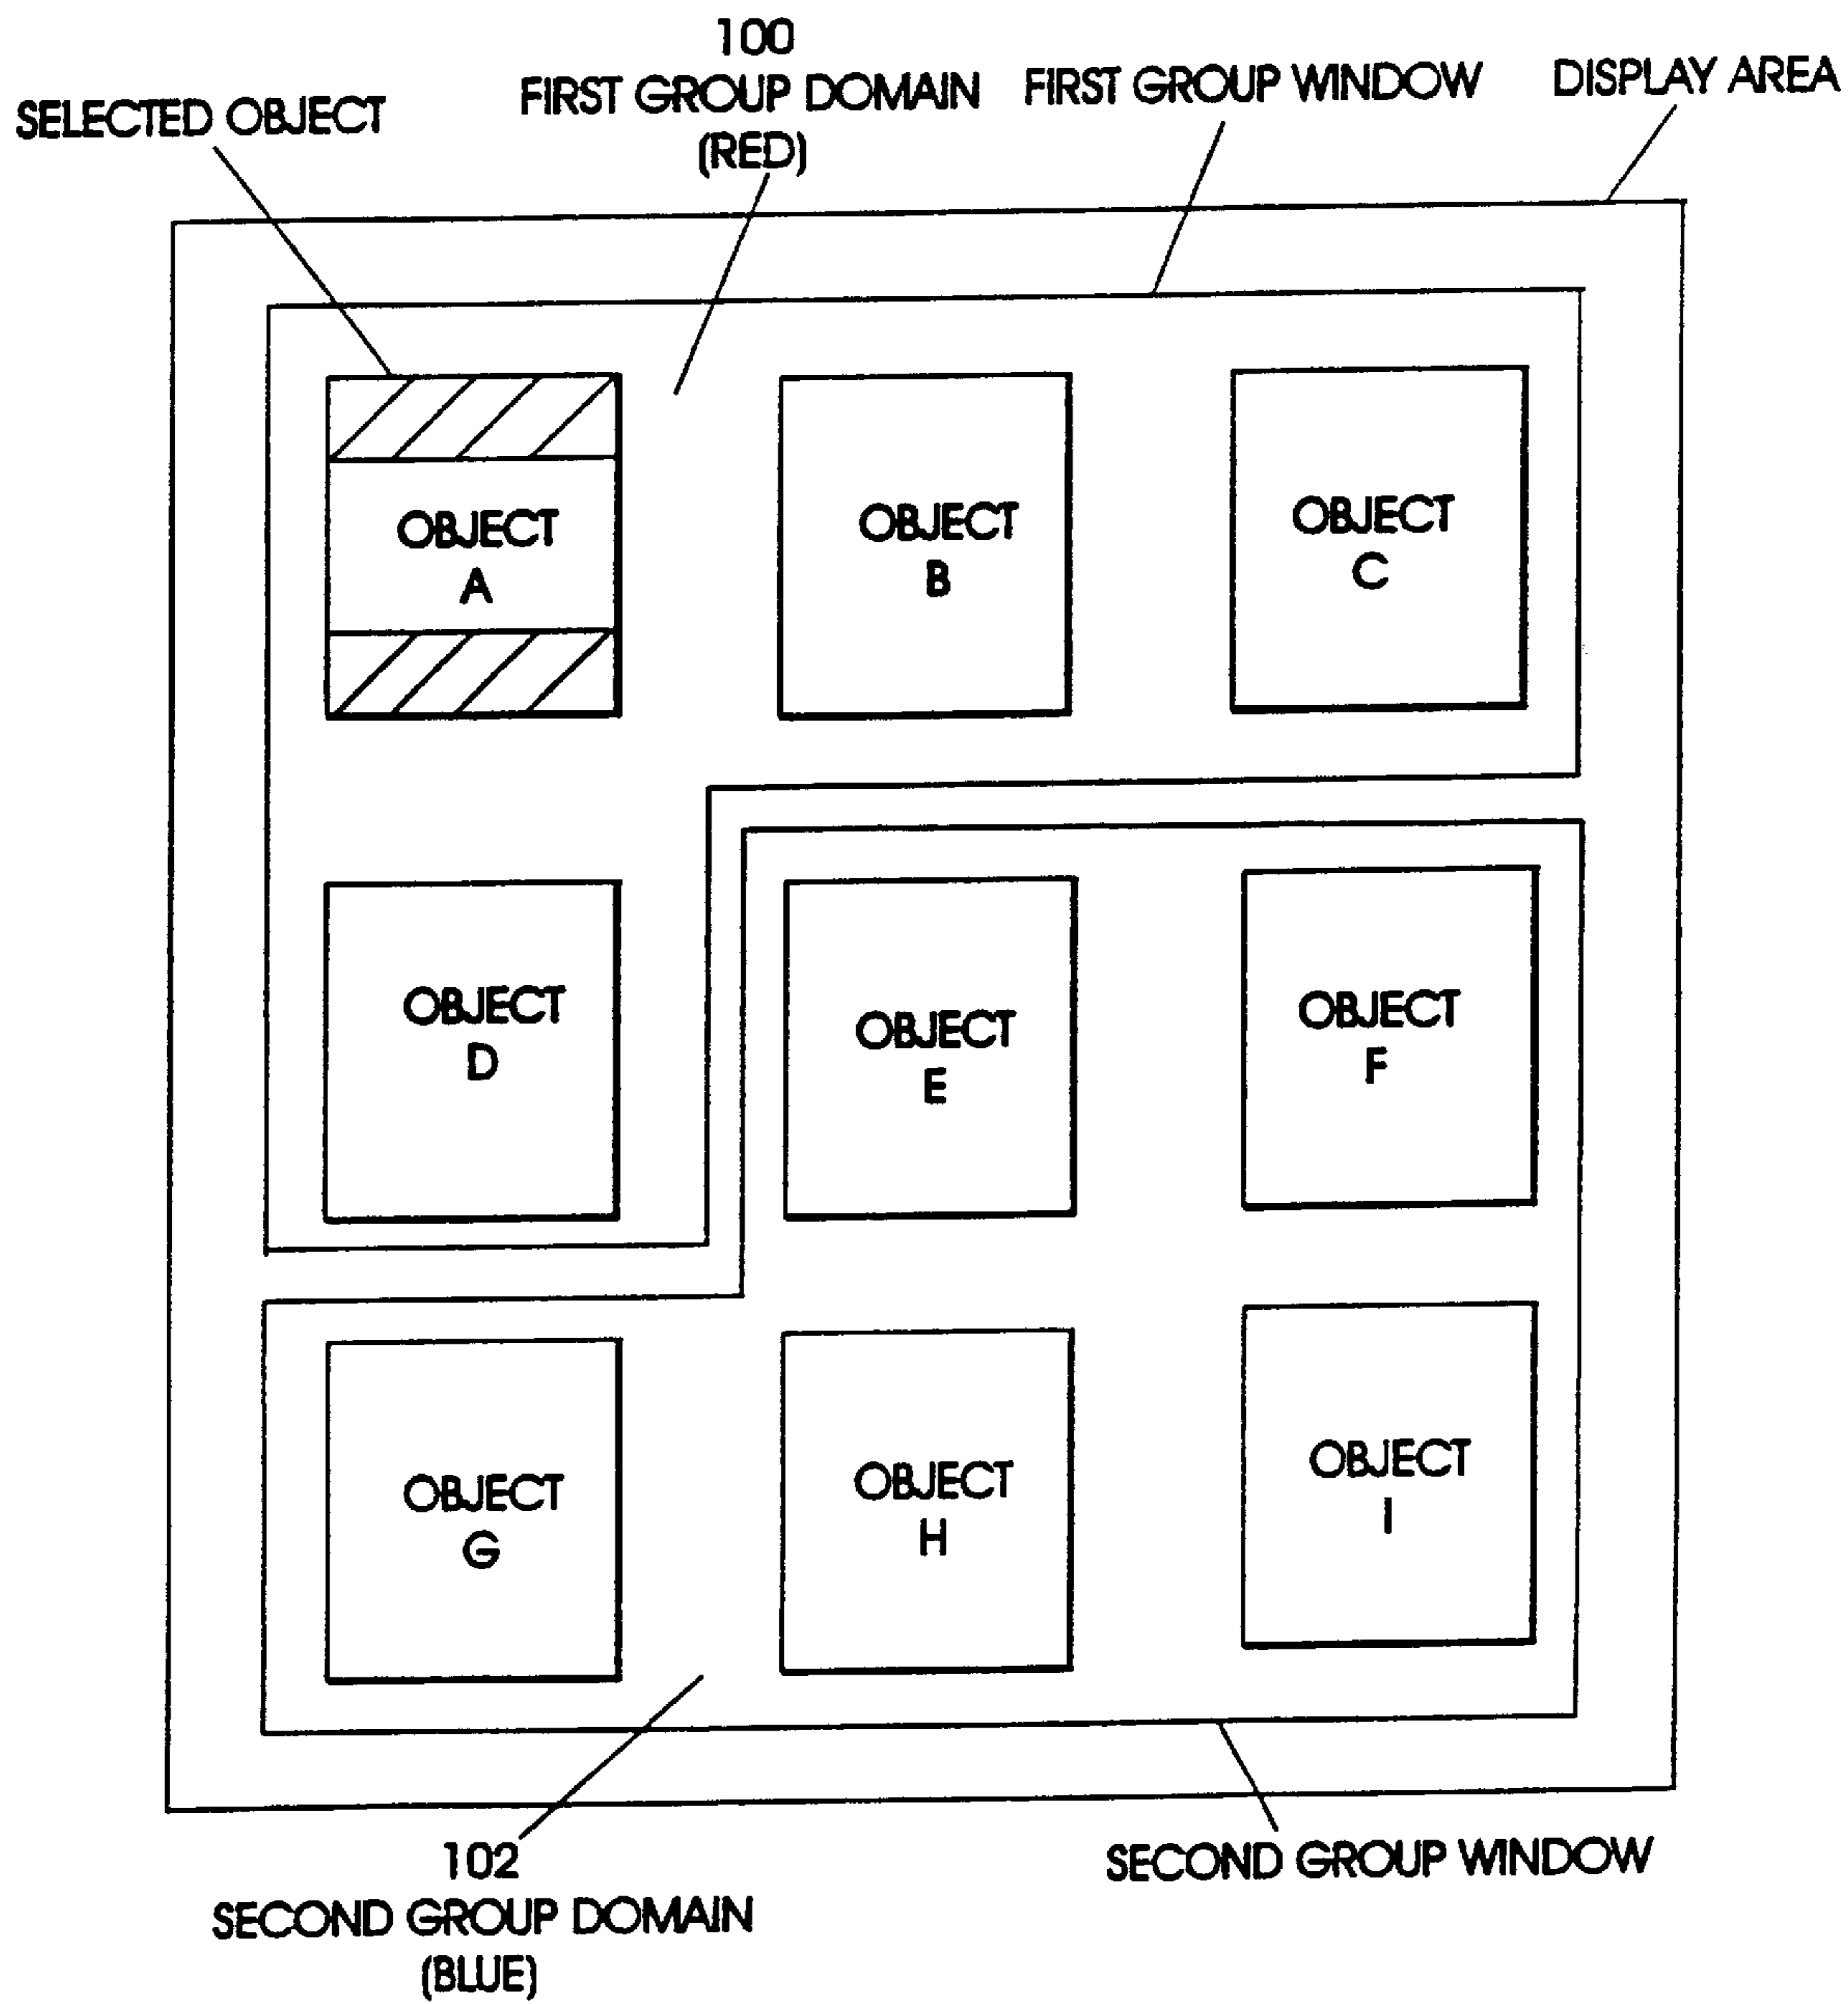 100
SELECTED OBJECT
FIRST GROUP DOMAIN
(RED)
FIRST GROUP WINDOW
DISPLAY AREA
OBJECT
A
OBJECT
B
OBJECT
C
OBJECT
D
OBJECT
E
OBJECT
F
OBJECT
G
OBJECT
H
OBJECT
I
102
SECOND GROUP DOMAIN
(BLUE)
SECOND GROUP WINDOW